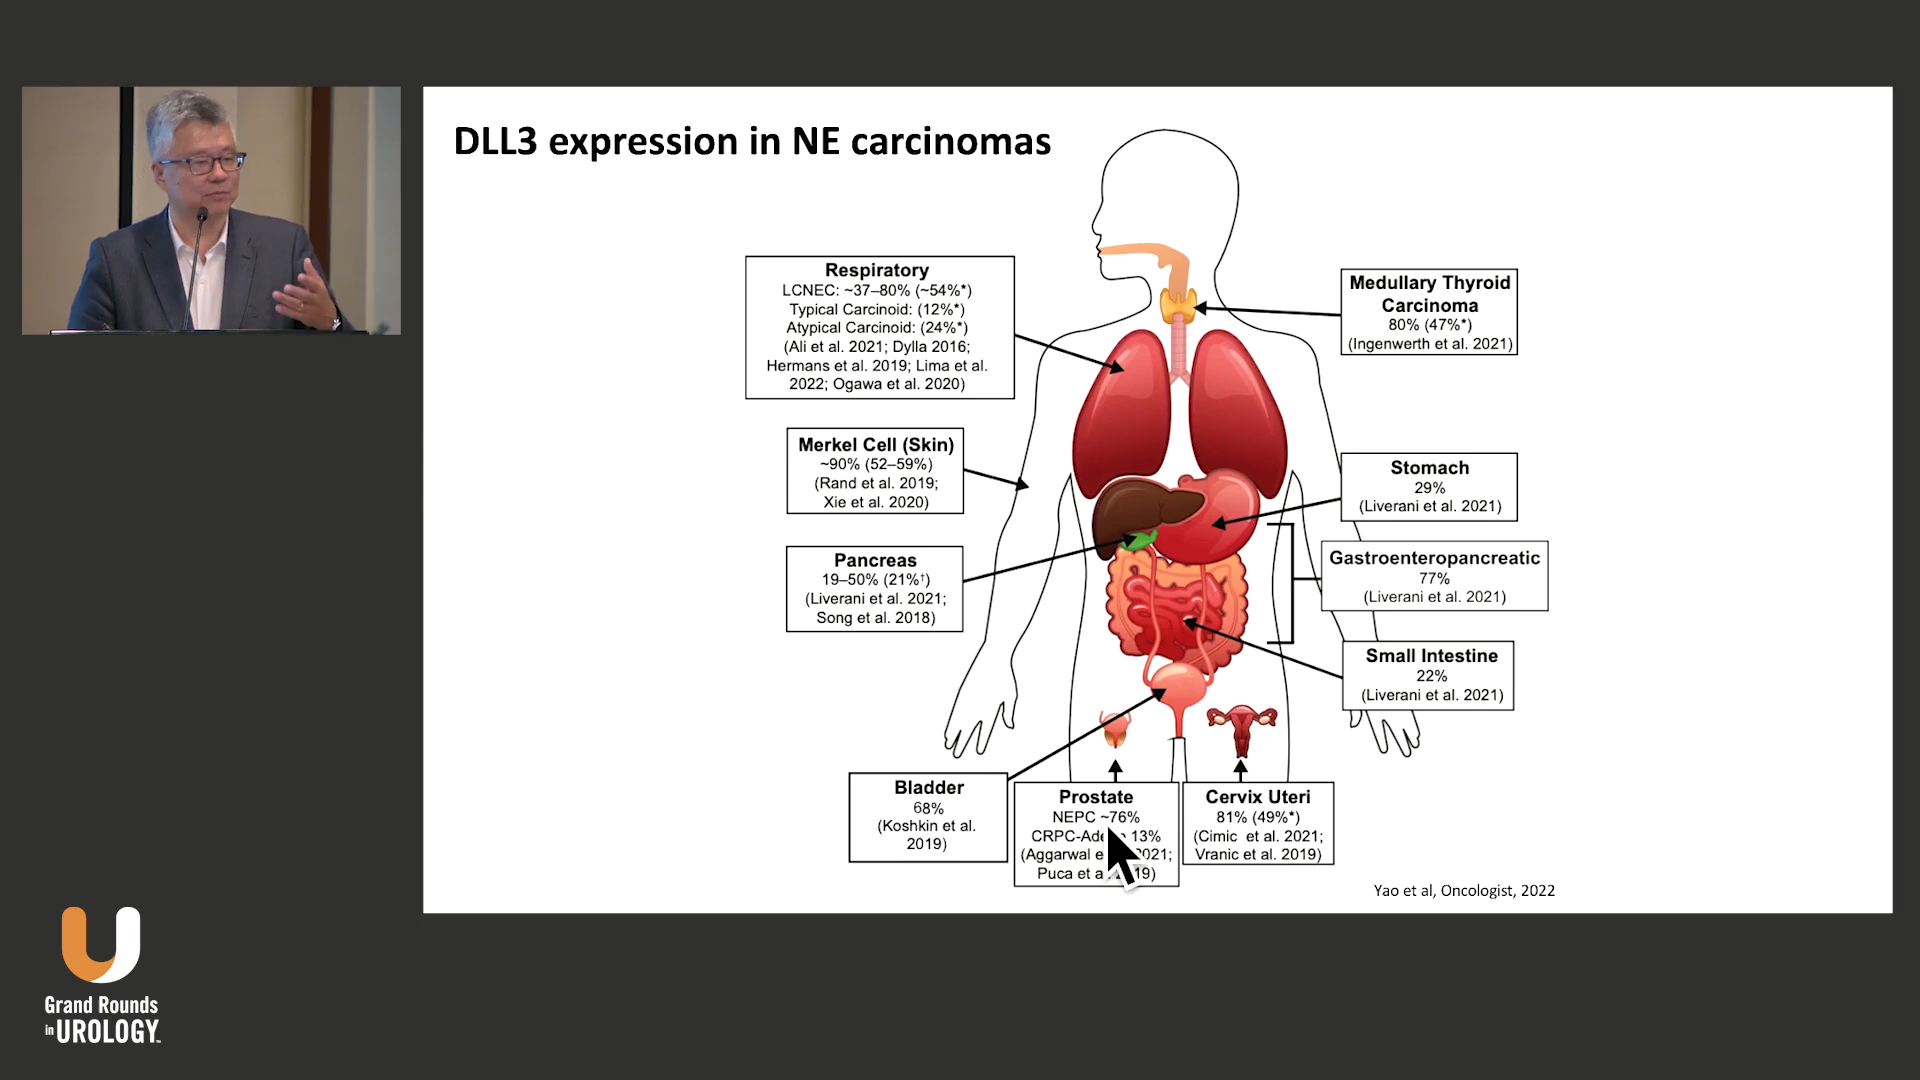 DLL3 expression in NE carcinomas
Respiratory
LCNEC: ~37–80% (~54%*)
Typical Carcinoid: (12%*)
Atypical Carcinoid: (24%*)
(Ali et al. 2021; Dylla 2016;
Hermans et al. 2019; Lima et al.
2022; Ogawa et al. 2020)
Medullary Thyroid
Carcinoma
80% (47%*)
(Ingenwerth et al. 2021)
Merkel Cell (Skin)
~90% (52–59%)
(Rand et al. 2019;
Xie et al. 2020)
Stomach
29%
(Liverani et al. 2021)
Pancreas
19–50% (21%†)
(Liverani et al. 2021;
Song et al. 2018)
Gastroenteropancreatic
77%
(Liverani et al. 2021)
Small Intestine
22%
(Liverani et al. 2021)
Bladder
68%
(Koshkin et al.
2019)
Prostate
NEPC ~76%
13%
(Aggarwal 2021;
Puca et
Cervix Uteri
81% (49%*)
(Cimic et al. 2021;
Vranic et al. 2019)
Yao et al, Oncologist, 2022
Grand Rounds
in UROLOGY™